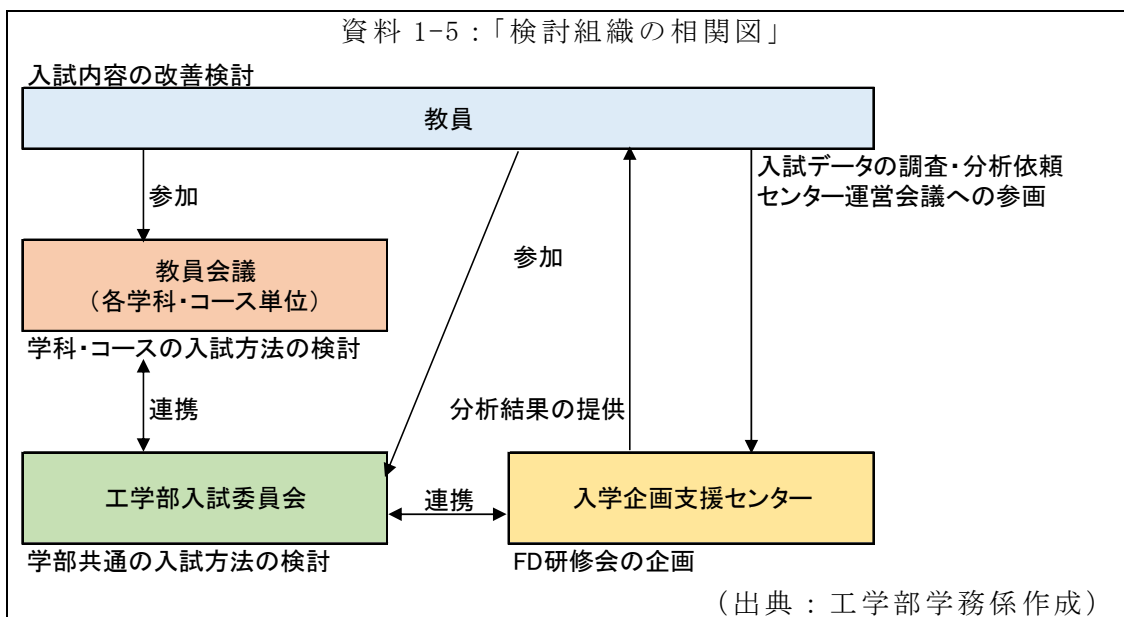 資料 1-5：「検討組織の相関図」
入試内容の改善検討
教員
参加
入試データの調査・分析依頼
センター運営会議への参画
参加
教員会議
（各学科・コース単位）
学科・コースの入試方法の検討
連携
分析結果の提供
工学部入試委員会
連携
入学企画支援センター
学部共通の入試方法の検討
FD研修会の企画
（出典：工学部学務係作成）